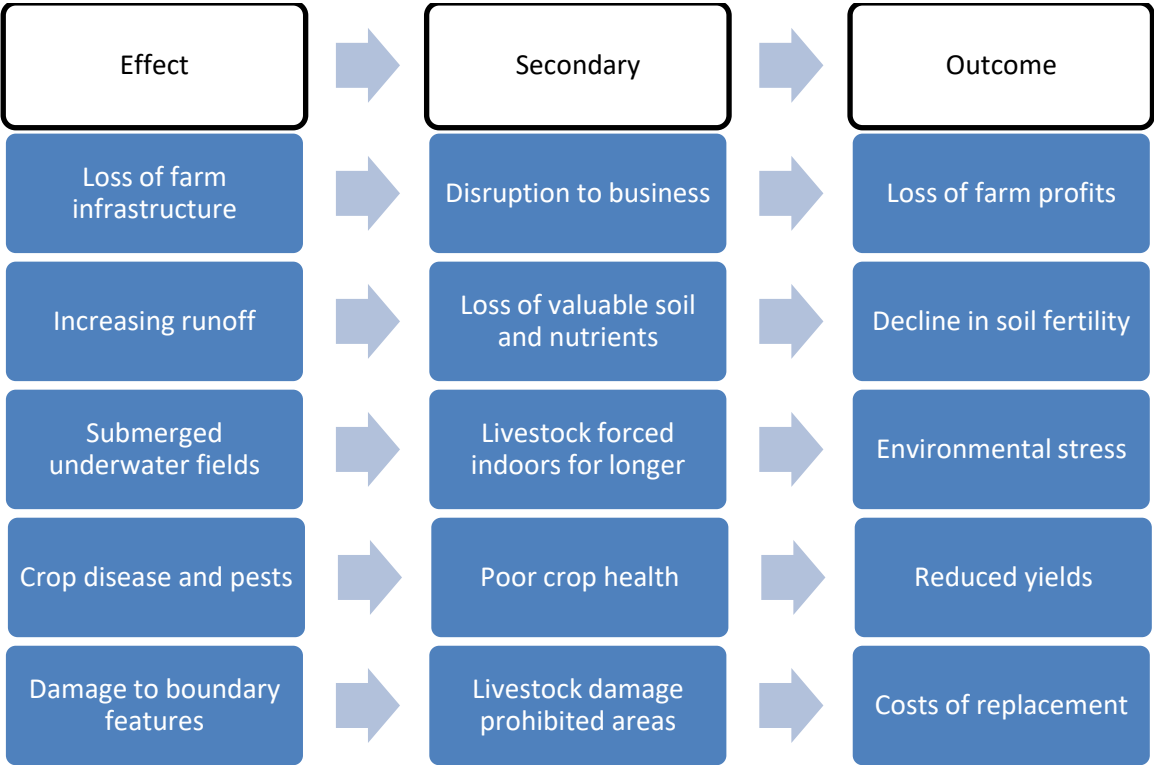 Effect
Secondary
Outcome
Loss of farm
infrastructure
Disruption to business
Loss of farm profits
Increasing runoff
Loss of valuable soil
and nutrients
Decline in soil fertility
Submerged
underwater fields
Livestock forced
indoors for longer
Environmental stress
Crop disease and pests
Poor crop health
Reduced yields
Damage to boundary
features
Livestock damage
prohibited areas
Costs of replacement